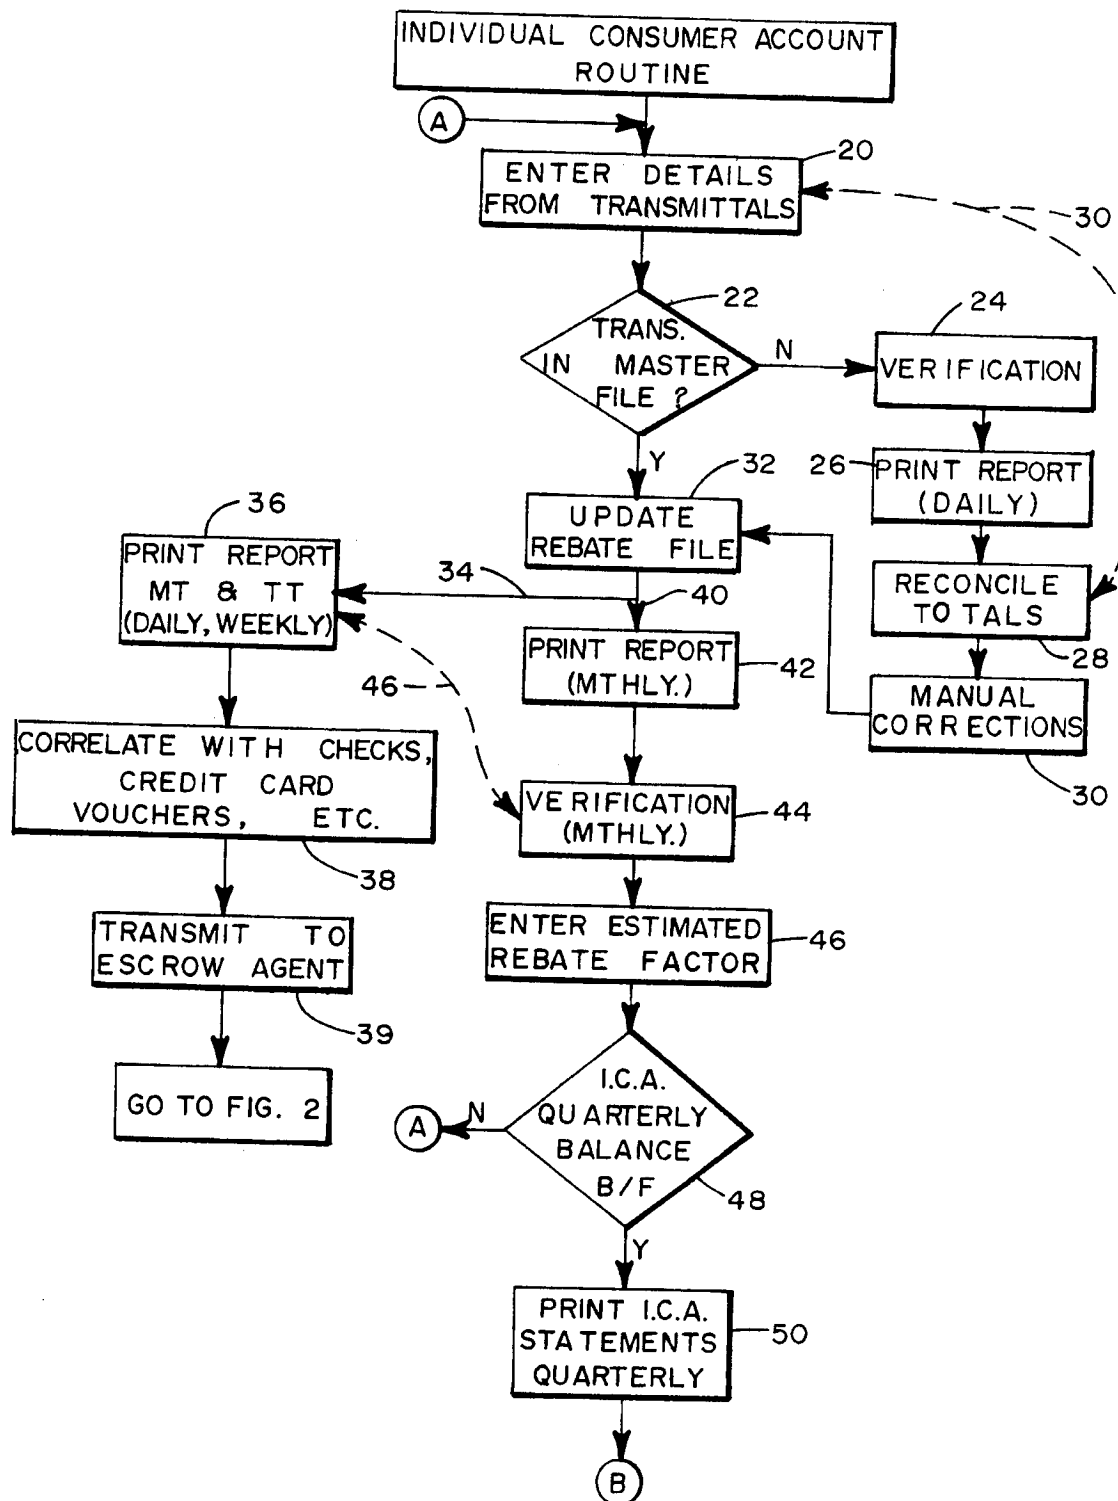 INDIVIDUAL CONSUMER ACCOUNT
ROUTINE
A
20
ENTER DETAILS
FROM TRANSMITTALS
30
22
TRANS.
IN MASTER
FILE ?
N
24
VERIFICATION
Y
32
26
PRINT REPORT
(DAILY)
36
UPDATE
REBATE FILE
PRINT REPORT
MT & TT
(DAILY, WEEKLY)
34
40
RECONCILE
TOTALS
28
PRINT REPORT
(MTHLY.)
42
46
MANUAL
CORRECTIONS
30
CORRELATE WITH CHECKS,
CREDIT CARD
VOUCHERS, ETC.
38
VERIFICATION
(MTHLY.)
44
TRANSMIT TO
ESCROW AGENT
39
ENTER ESTIMATED
REBATE FACTOR
46
GO TO FIG. 2
I.C.A.
QUARTERLY
BALANCE
B/F
N
A
48
Y
PRINT I.C.A.
STATEMENTS
QUARTERLY
50
B